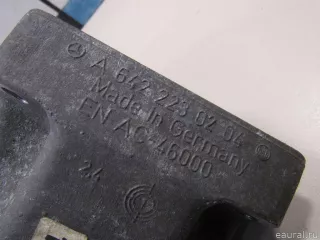 A 642 223 02 04
Made in Germany
EN AC-46000
24
© eaural.ru